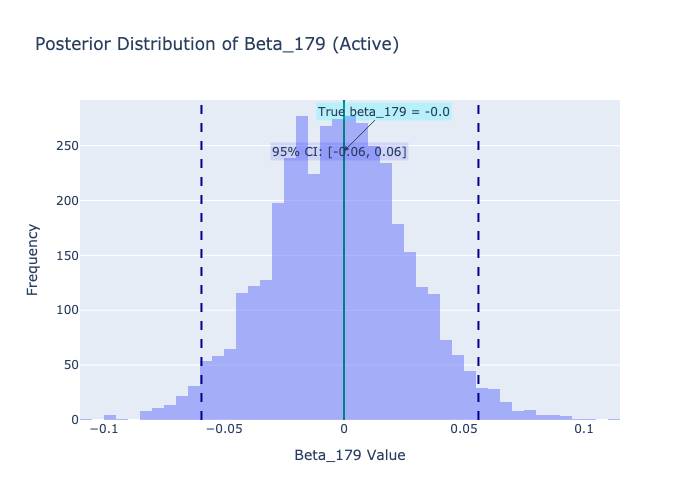 Posterior Distribution of Beta_179 (Active)
True beta_179 = -0.0
95% CI: [-0.06, 0.06]
250
200
150
100
50
0
Frequency
−0.1
−0.05
0
0.05
0.1
Beta_179 Value